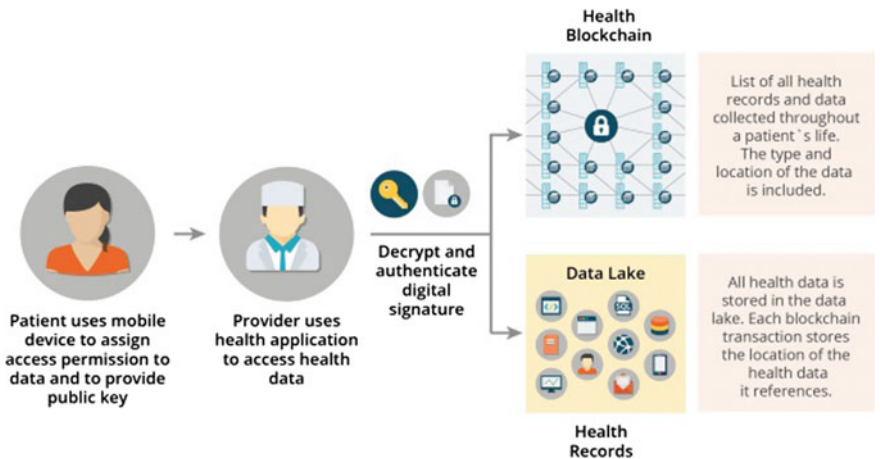 Health
Blockchain
List of all health
records and data
collected throughout
a patient`s life.
The type and
location of the data
is included.
Patient uses mobile
device to assign
access permission to
data and to provide
public key
Provider uses
health application
to access health
data
Decrypt and
authenticate
digital
signature
Data Lake
SQL
All health data is
stored in the data
lake. Each blockchain
transaction stores
the location of the
health data
it references.
Health
Records